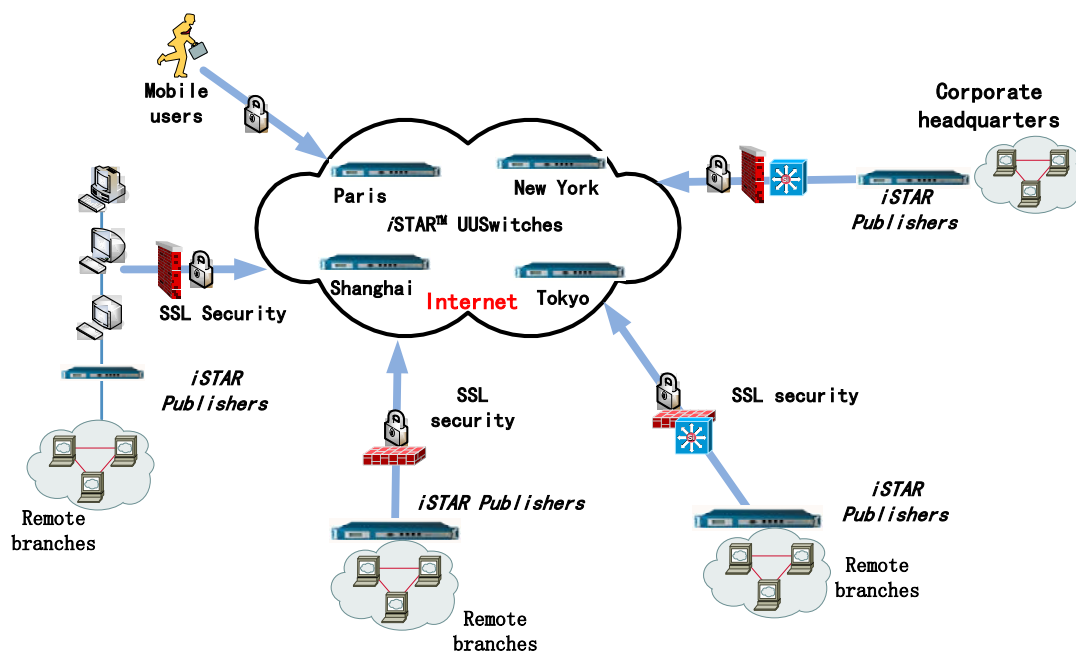 Mobile
users
Corporate
headquarters
Paris
New York
iSTAR
Publishers
iSTAR™ UUSwitches
Shanghai
Internet
Tokyo
SSL Security
iSTAR
Publishers
SSL
security
SSL security
iSTAR Publishers
iSTAR
Publishers
Remote
branches
Remote
branches
Remote
branches